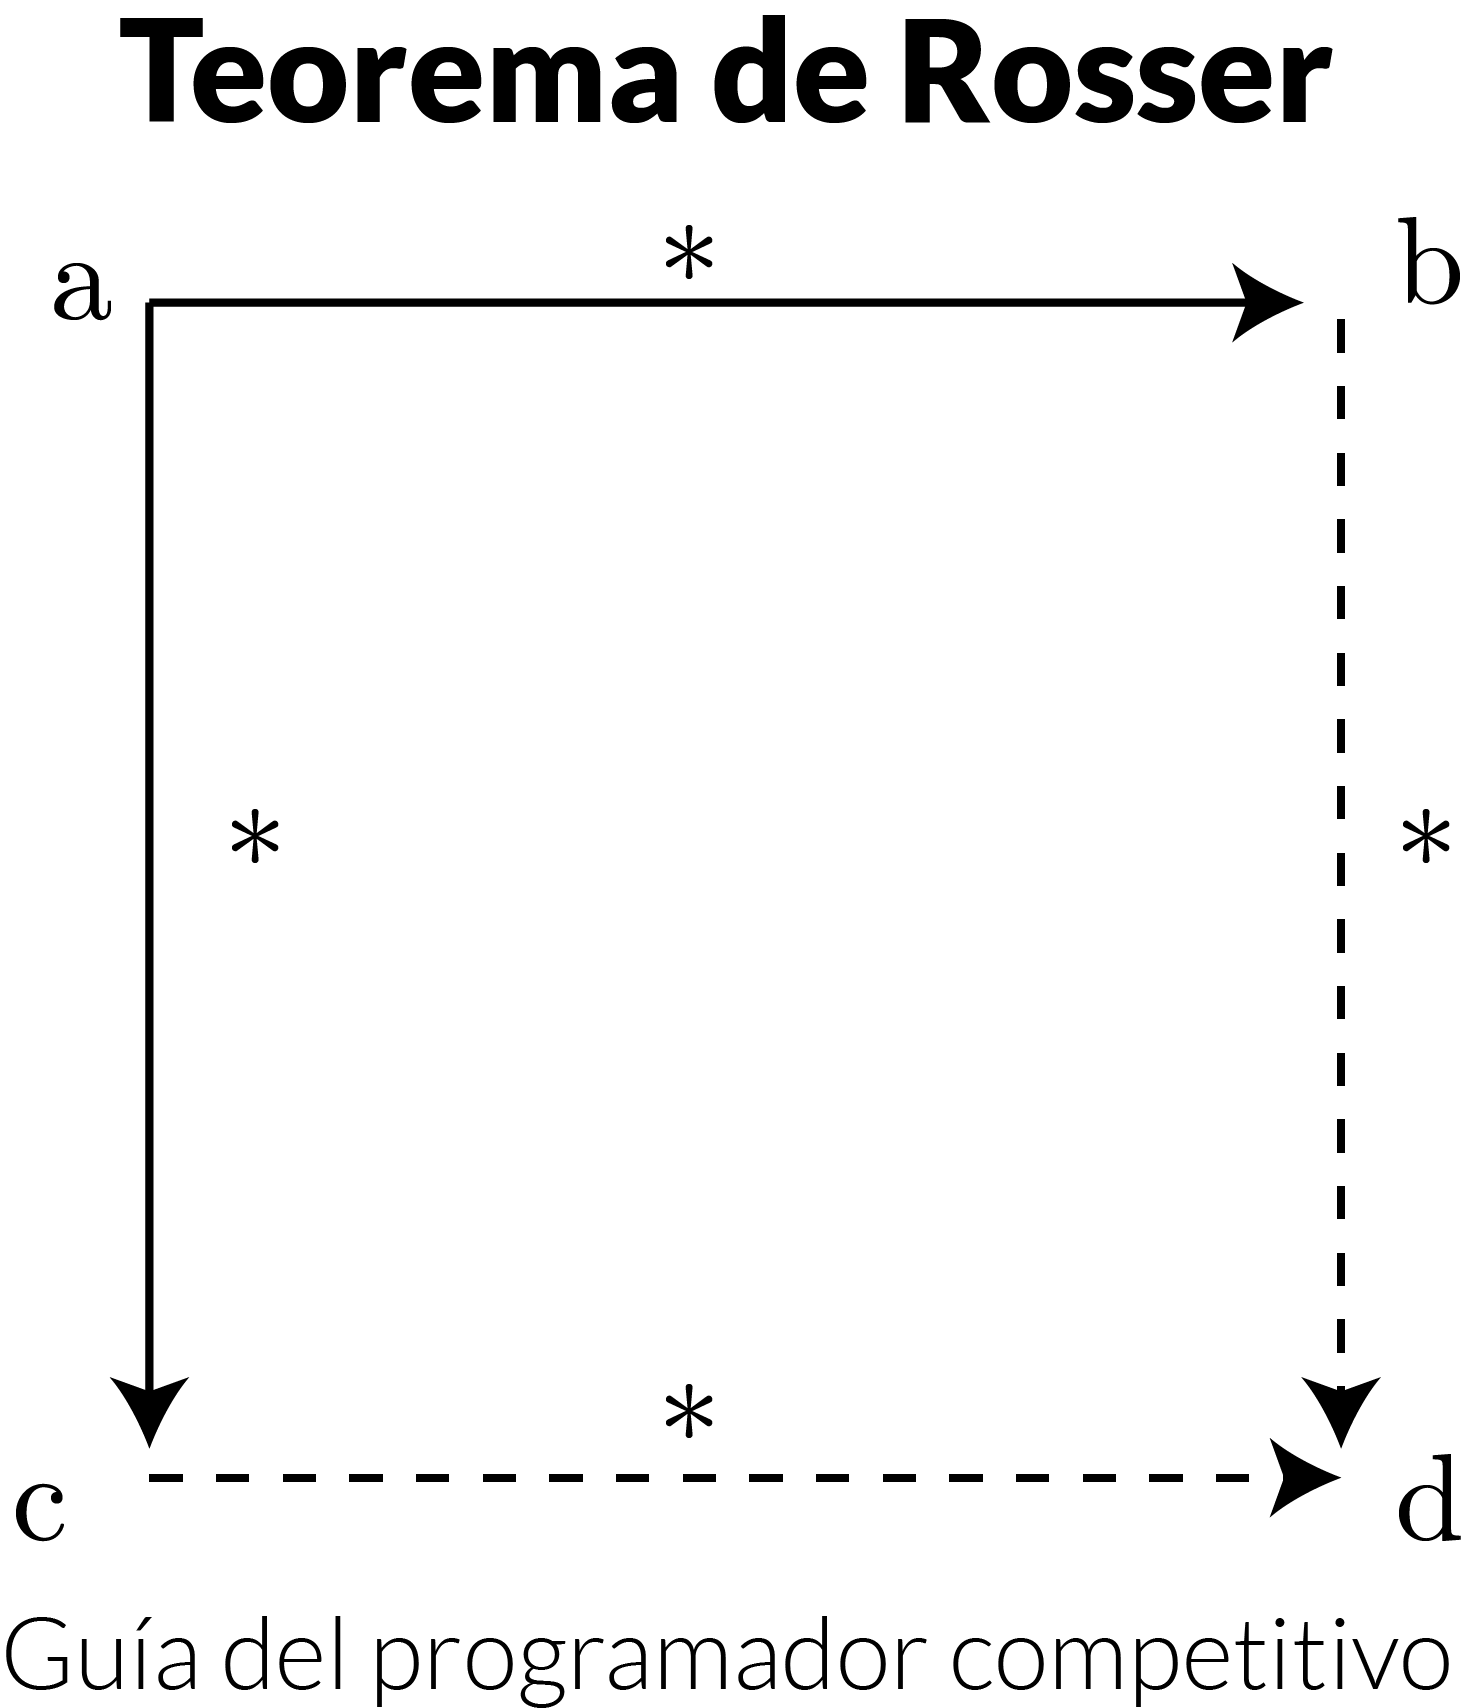 Teorema de Rosser
*
a b
* *
*
c d
Guía del programador competitivo